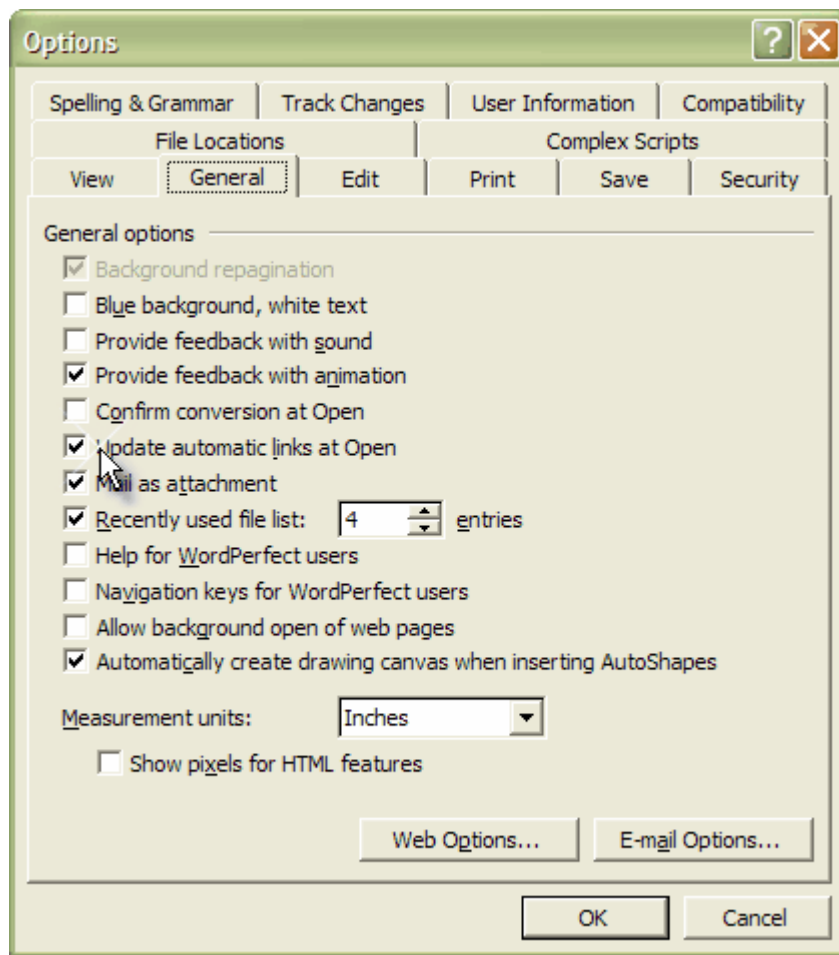 Options
Spelling & Grammar Track Changes User Information Compatibility
File Locations Complex Scripts
View General Edit Print Save Security
General options
Background repagination
Blue background, white text
Provide feedback with sound
Provide feedback with animation
Confirm conversion at Open
Update automatic links at Open
Mail as attachment
Recently used file list: 4 entries
Help for WordPerfect users
Navigation keys for WordPerfect users
Allow background open of web pages
Automatically create drawing canvas when inserting AutoShapes
Measurement units: Inches
Show pixels for HTML features
Web Options... E-mail Options...
OK Cancel